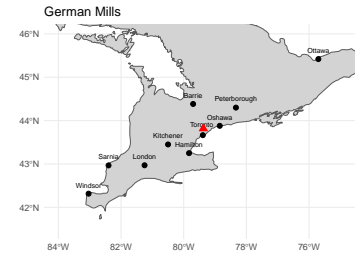 German Mills
46°N
45°N
44°N
43°N
42°N
Ottawa
Barrie
Peterborough
Oshawa
Toronto
Kitchener
Hamilton
Sarnia
London
Windsor
84°W
82°W
80°W
78°W
76°W